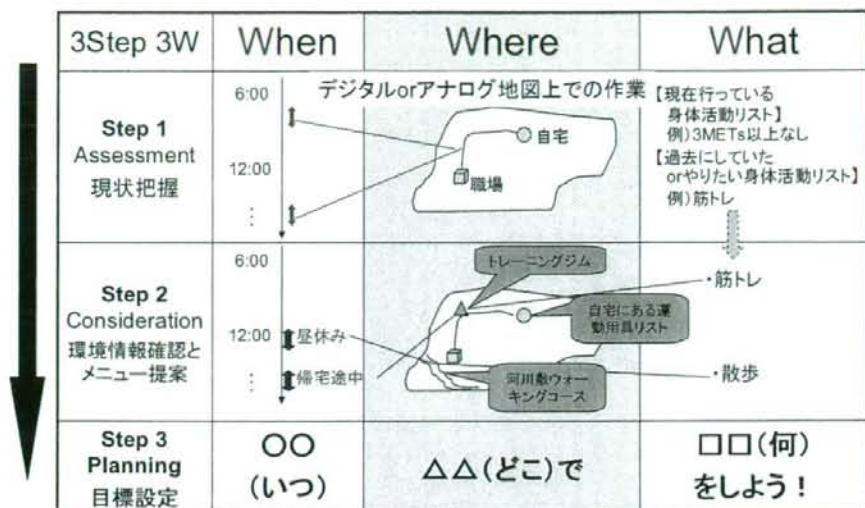 3Step 3W
When
Where
What
Step 1
Assessment
現状把握
6:00
12:00
⋮
デジタルorアナログ地図上での作業
自宅
職場
【現在行っている
身体活動リスト】
例)3METs以上なし
【過去にしていた
orやりたい身体活動リスト】
例)筋トレ
Step 2
Consideration
環境情報確認と
メニュー提案
6:00
12:00
昼休み
⋮
帰宅途中
トレーニングジム
自宅にある運
動用具リスト
河川敷ウォー
キングコース
・筋トレ
・散歩
Step 3
Planning
目標設定
○○
(いつ)
△△(どこ)で
□□(何)
をしよう！